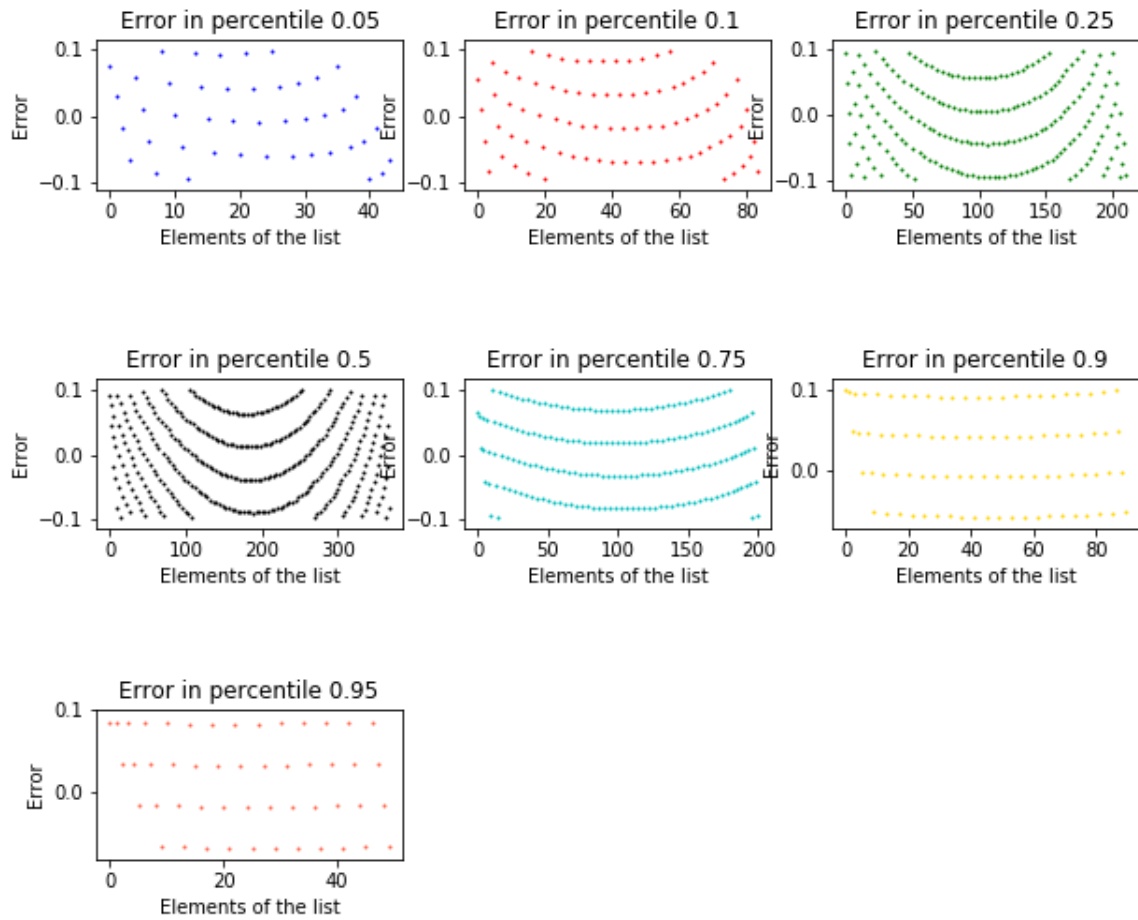 Error in percentile 0.05
Error in percentile 0.1
Error in percentile 0.25
0.1
0.0
−0.1
Error
0 10 20 30 40
Elements of the list
0.1
0.0
−0.1
Error
0 20 40 60 80
Elements of the list
0.1
0.0
−0.1
Error
0 50 100 150 200
Elements of the list
Error in percentile 0.5
Error in percentile 0.75
Error in percentile 0.9
0.1
0.0
−0.1
Error
0 100 200 300
Elements of the list
0.1
0.0
−0.1
Error
0 50 100 150 200
Elements of the list
0.1
0.0
Error
0 20 40 60 80
Elements of the list
Error in percentile 0.95
0.1
0.0
Error
0 20 40
Elements of the list